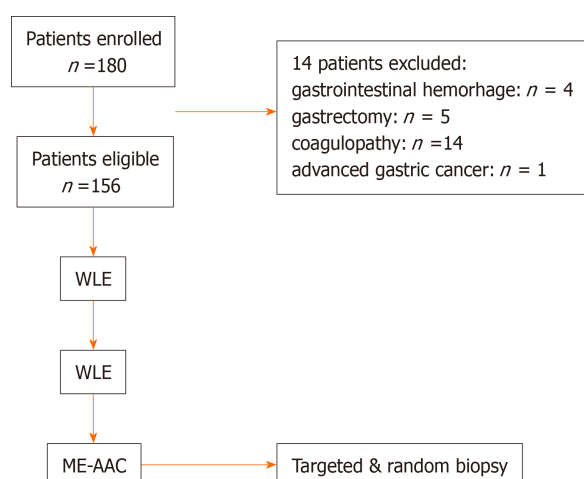 Patients enrolled
n =180
14 patients excluded:
gastrointestinal hemorrhage: n = 4
gastrectomy: n = 5
coagulopathy: n =14
advanced gastric cancer: n = 1
Patients eligible
n =156
WLE
WLE
ME-AAC
Targeted & random biopsy